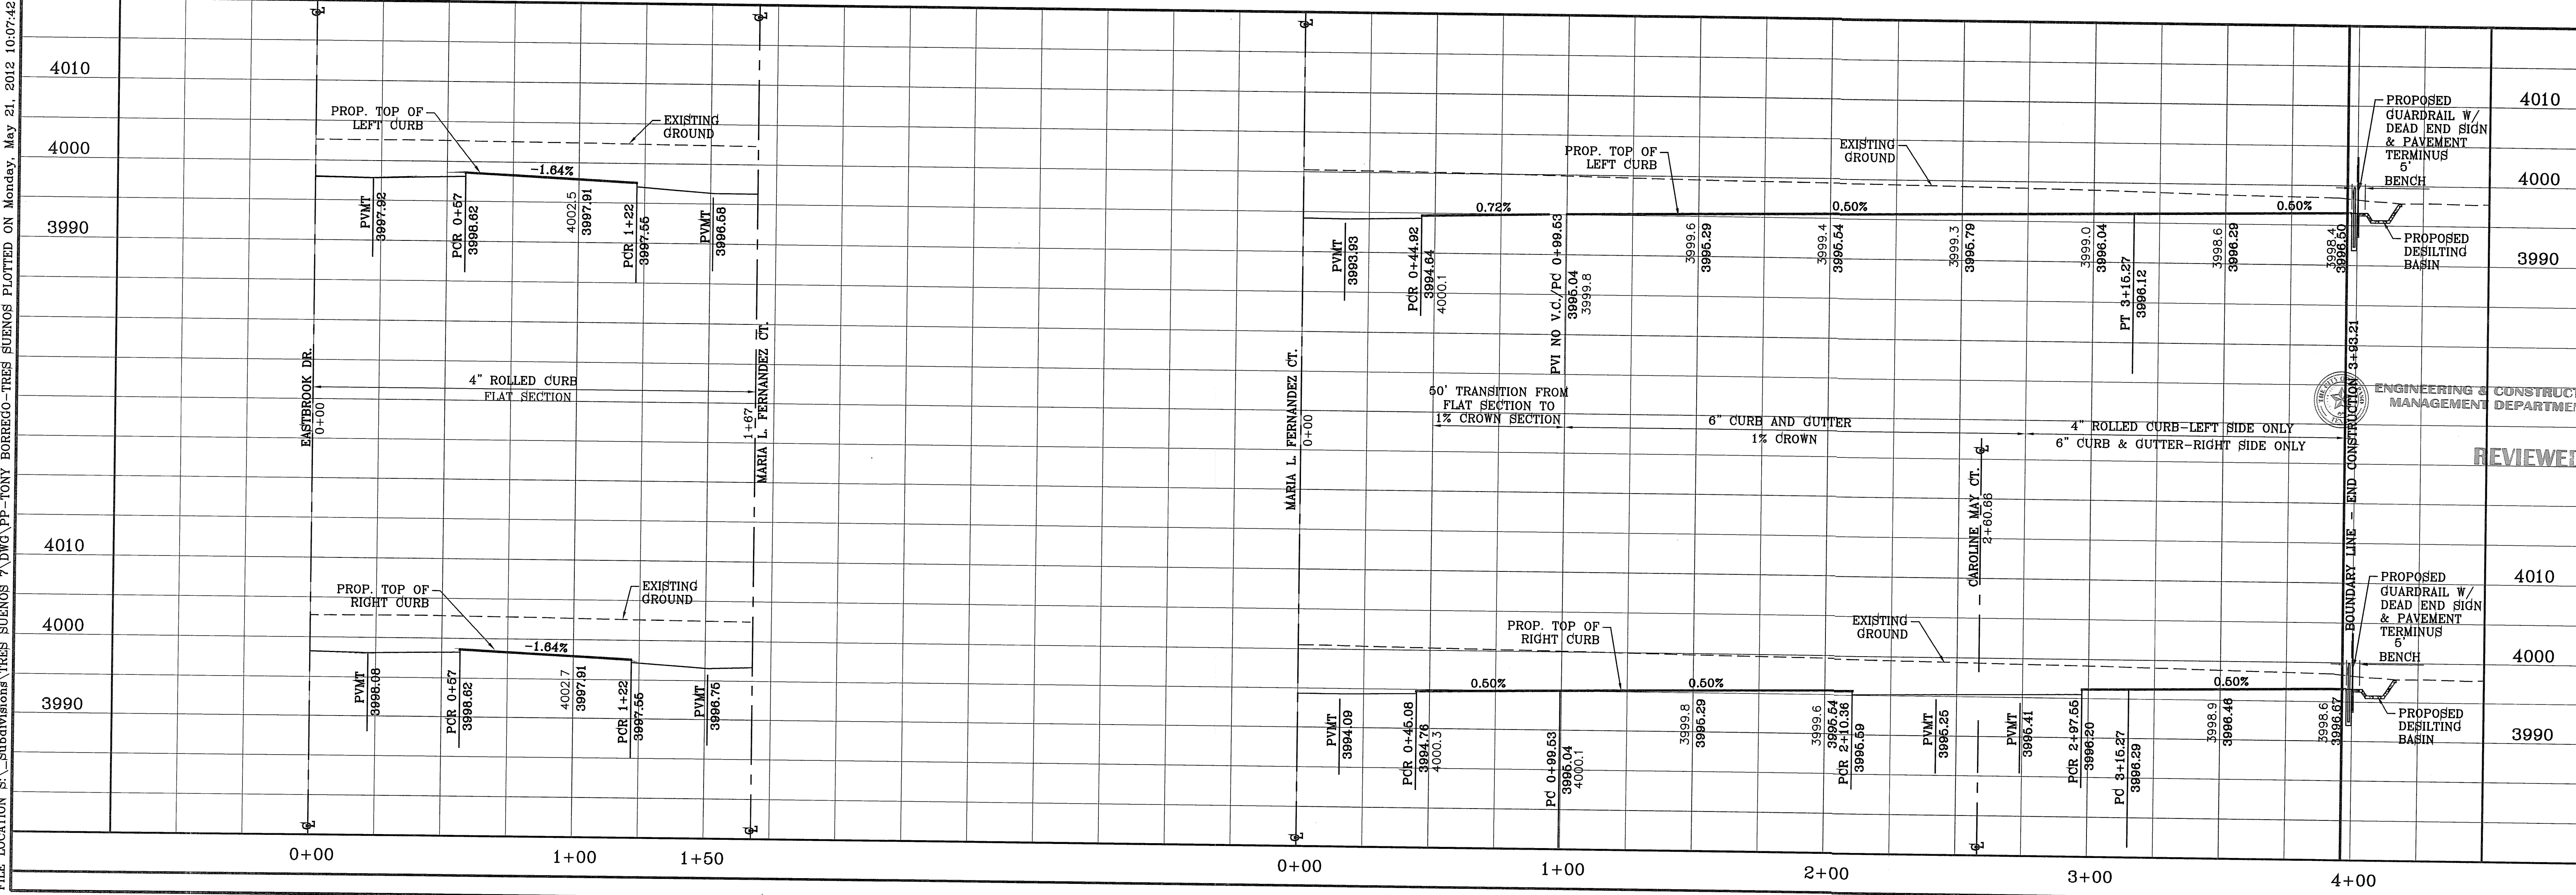 FILE LOCATION S:\_Subdivisions\TRES SUENOS 7\DWG\PP-TONY BORREGO-TRES SUENOS PLOTTED ON Monday, May 21, 2012 10:07:42
4010
4000
3990
4010
4000
3990
PROP. TOP OF
LEFT CURB
EXISTING
GROUND
-1.64%
PVMT
3997.92
PCR 0+57
3998.62
4002.5
3997.91
PCR 1+22
3997.55
PVMT
3996.58
EASTBROOK DR.
0+00
4" ROLLED CURB
FLAT SECTION
1+67
MARIA L. FERNANDEZ CT.
PROP. TOP OF
RIGHT CURB
EXISTING
GROUND
-1.64%
PVMT
3998.08
PCR 0+57
3998.62
4002.7
3997.91
PCR 1+22
3997.55
PVMT
3996.75
0+00
1+00
1+50
PROP. TOP OF
LEFT CURB
EXISTING
GROUND
0.72%
0.50%
0.50%
PVMT
3993.93
PCR 0+44.92
3994.64
4000.1
PVI NO V.C./PC 0+99.53
3995.04
3999.8
3999.6
3995.29
3999.4
3995.54
3999.3
3995.79
3999.0
3996.04
PT 3+15.27
3996.12
3998.6
3996.29
3998.4
3996.50
PROPOSED
GUARDRAIL W/
DEAD END SIGN
& PAVEMENT
TERMINUS
5'
BENCH
PROPOSED
DESILTING
BASIN
4010
4000
3990
MARIA L. FERNANDEZ CT.
0+00
50' TRANSITION FROM
FLAT SECTION TO
1% CROWN SECTION
6" CURB AND GUTTER
1% CROWN
4" ROLLED CURB-LEFT SIDE ONLY
6" CURB & GUTTER-RIGHT SIDE ONLY
CAROLINE MAY CT.
2+60.66
BOUNDARY LINE - END CONSTRUCTION 3+93.21
ENGINEERING & CONSTRUCT
MANAGEMENT DEPARTMEN
REVIEWED
PROP. TOP OF
RIGHT CURB
EXISTING
GROUND
0.50%
0.50%
0.50%
PVMT
3994.09
PCR 0+45.08
3994.76
4000.3
PC 0+99.53
3995.04
4000.1
3999.8
3995.29
3999.6
3995.54
PCR 2+10.36
3995.59
PVMT
3995.25
PVMT
3995.41
PCR 2+97.55
3996.20
PC 3+15.27
3996.29
3998.9
3996.46
3998.6
3996.67
PROPOSED
GUARDRAIL W/
DEAD END SIGN
& PAVEMENT
TERMINUS
5'
BENCH
PROPOSED
DESILTING
BASIN
4010
4000
3990
0+00
1+00
2+00
3+00
4+00